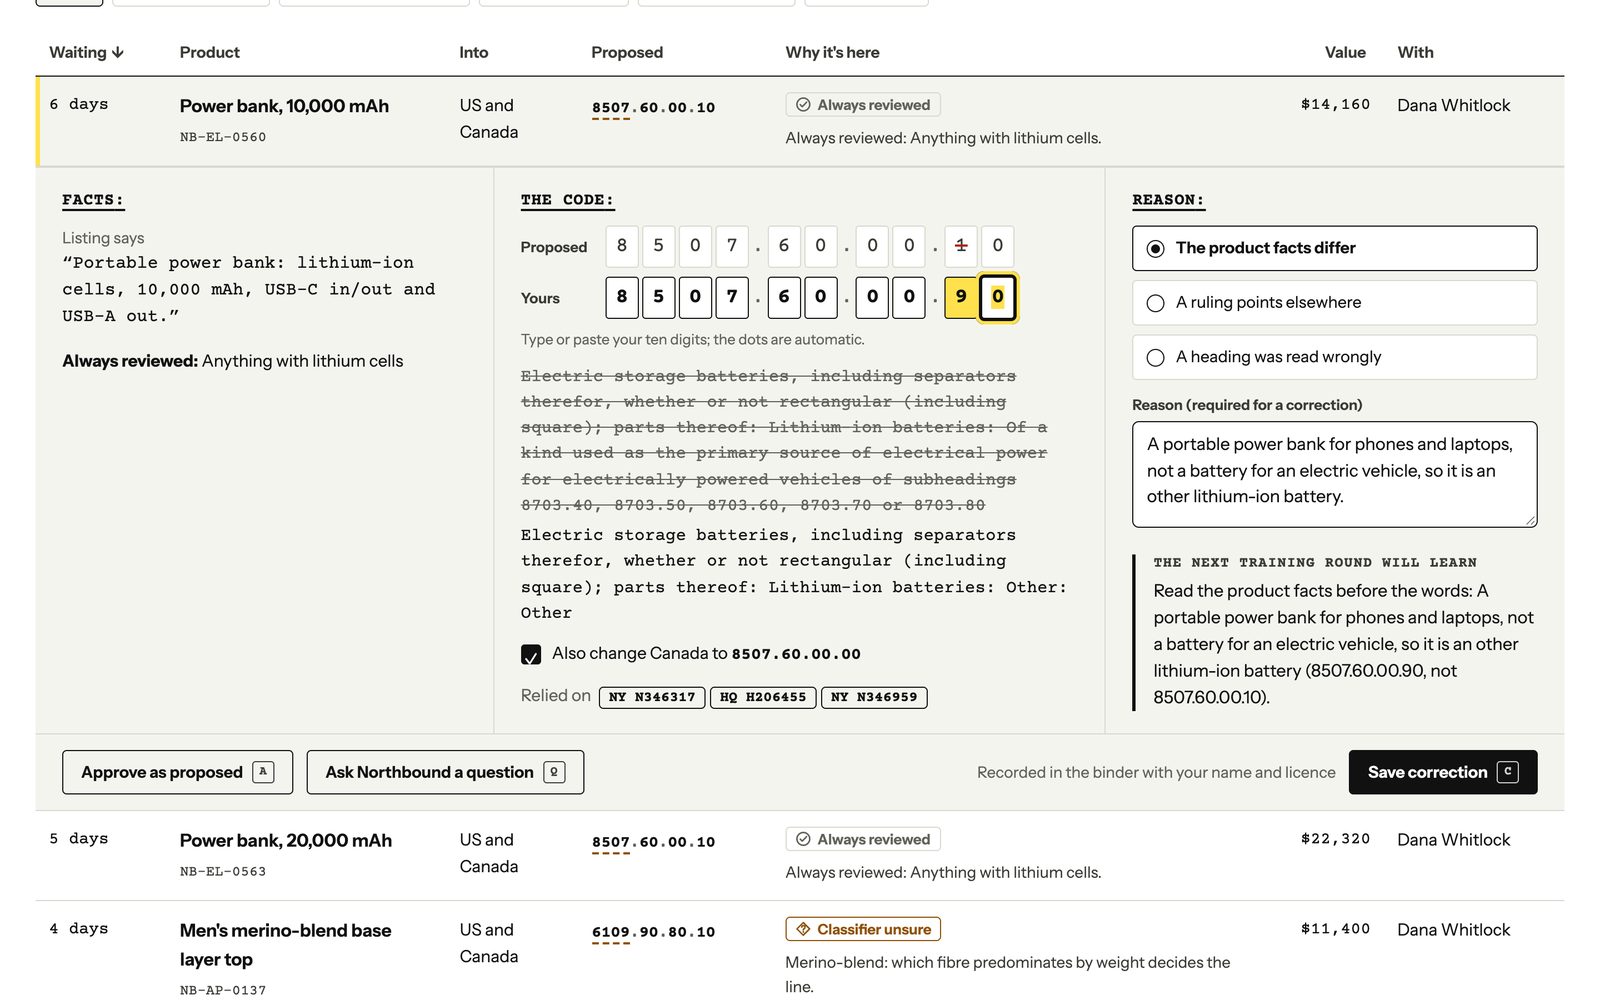 Waiting ↓ Product Into Proposed Why it's here Value With
6 days Power bank, 10,000 mAh US and 8507.60.00.10 Always reviewed $14,160 Dana Whitlock
NB-EL-0560 Canada Always reviewed: Anything with lithium cells.
FACTS:
Listing says
“Portable power bank: lithium-ion
cells, 10,000 mAh, USB-C in/out and
USB-A out.”
Always reviewed: Anything with lithium cells
THE CODE:
Proposed 8 5 0 7 . 6 0 . 0 0 . 1 0
Yours 8 5 0 7 . 6 0 . 0 0 . 9 0
Type or paste your ten digits; the dots are automatic.
Electric storage batteries, including separators
therefor, whether or not rectangular (including
square); parts thereof: Lithium-ion batteries: Of a
kind used as the primary source of electrical power
for electrically powered vehicles of subheadings
8703.40, 8703.50, 8703.60, 8703.70 or 8703.80
Electric storage batteries, including separators
therefor, whether or not rectangular (including
square); parts thereof: Lithium-ion batteries: Other:
Other
Also change Canada to 8507.60.00.00
Relied on NY N346317 HQ H206455 NY N346959
REASON:
The product facts differ
A ruling points elsewhere
A heading was read wrongly
Reason (required for a correction)
A portable power bank for phones and laptops,
not a battery for an electric vehicle, so it is an
other lithium-ion battery.
THE NEXT TRAINING ROUND WILL LEARN
Read the product facts before the words: A
portable power bank for phones and laptops, not
a battery for an electric vehicle, so it is an other
lithium-ion battery (8507.60.00.90, not
8507.60.00.10).
Approve as proposed A Ask Northbound a question Q Recorded in the binder with your name and licence Save correction C
5 days Power bank, 20,000 mAh US and 8507.60.00.10 Always reviewed $22,320 Dana Whitlock
NB-EL-0563 Canada Always reviewed: Anything with lithium cells.
4 days Men's merino-blend base US and 6109.90.80.10 Classifier unsure $11,400 Dana Whitlock
layer top Canada Merino-blend: which fibre predominates by weight decides the
NB-AP-0137 line.